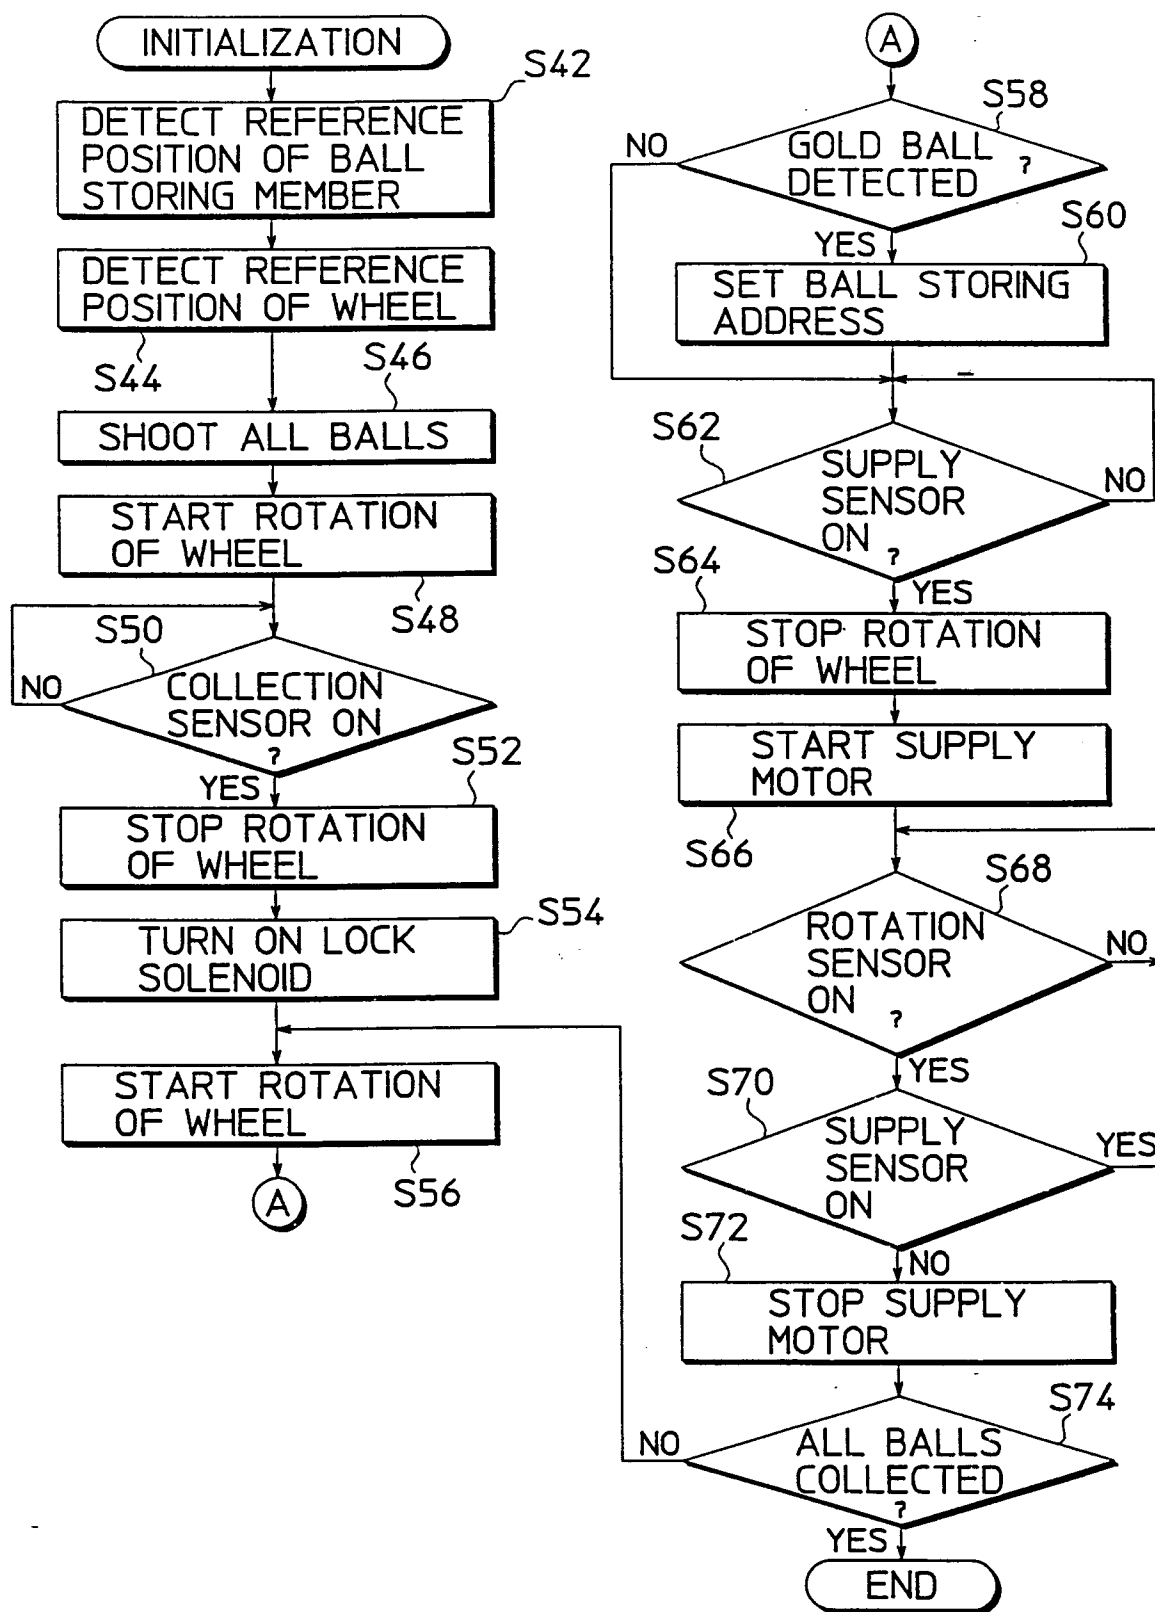 INITIALIZATION
S42
DETECT REFERENCE
POSITION OF BALL
STORING MEMBER
DETECT REFERENCE
POSITION OF WHEEL
S44
S46
SHOOT ALL BALLS
START ROTATION
OF WHEEL
S48
S50
NO
COLLECTION
SENSOR ON
?
YES
S52
STOP ROTATION
OF WHEEL
S54
TURN ON LOCK
SOLENOID
START ROTATION
OF WHEEL
S56
A
A
S58
NO
GOLD BALL
DETECTED ?
YES
S60
SET BALL STORING
ADDRESS
S62
SUPPLY
SENSOR
ON ?
NO
YES
S64
STOP ROTATION
OF WHEEL
START SUPPLY
MOTOR
S66
S68
ROTATION
SENSOR
ON
?
NO
YES
S70
SUPPLY
SENSOR
ON
YES
S72
NO
STOP SUPPLY
MOTOR
S74
NO
ALL BALLS
COLLECTED
?
YES
END